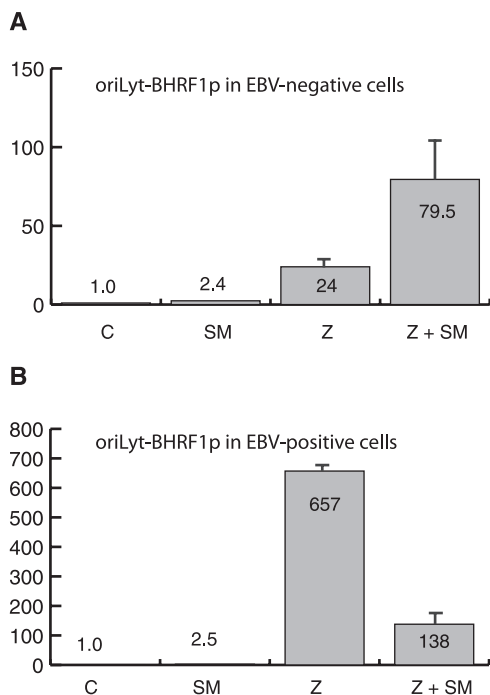 A
150
oriLyt-BHRF1p in EBV-negative cells
100
79.5
50
1.0 2.4 24
0
C SM Z Z + SM
B
800
oriLyt-BHRF1p in EBV-positive cells
700
600
657
500
400
300
200
1.0 2.5 138
100
0
C SM Z Z + SM